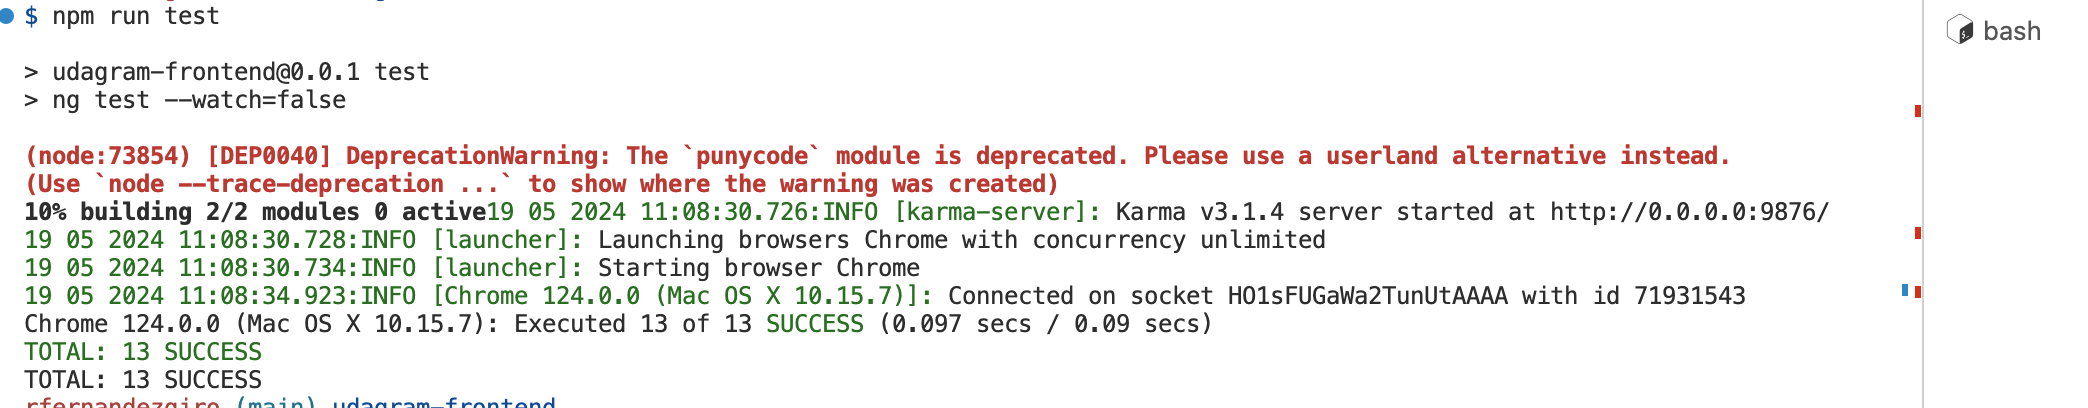 $ npm run test
bash
> udagram-frontend@0.0.1 test
> ng test --watch=false
(node:73854) [DEP0040] DeprecationWarning: The `punycode` module is deprecated. Please use a userland alternative instead.
(Use `node --trace-deprecation ...` to show where the warning was created)
10% building 2/2 modules 0 active19 05 2024 11:08:30.726:INFO [karma-server]: Karma v3.1.4 server started at http://0.0.0.0:9876/
19 05 2024 11:08:30.728:INFO [launcher]: Launching browsers Chrome with concurrency unlimited
19 05 2024 11:08:30.734:INFO [launcher]: Starting browser Chrome
19 05 2024 11:08:34.923:INFO [Chrome 124.0.0 (Mac OS X 10.15.7)]: Connected on socket HO1sFUGaWa2TunUtAAAA with id 71931543
Chrome 124.0.0 (Mac OS X 10.15.7): Executed 13 of 13 SUCCESS (0.097 secs / 0.09 secs)
TOTAL: 13 SUCCESS
TOTAL: 13 SUCCESS
rfernandezgiro (main) udagram-frontend